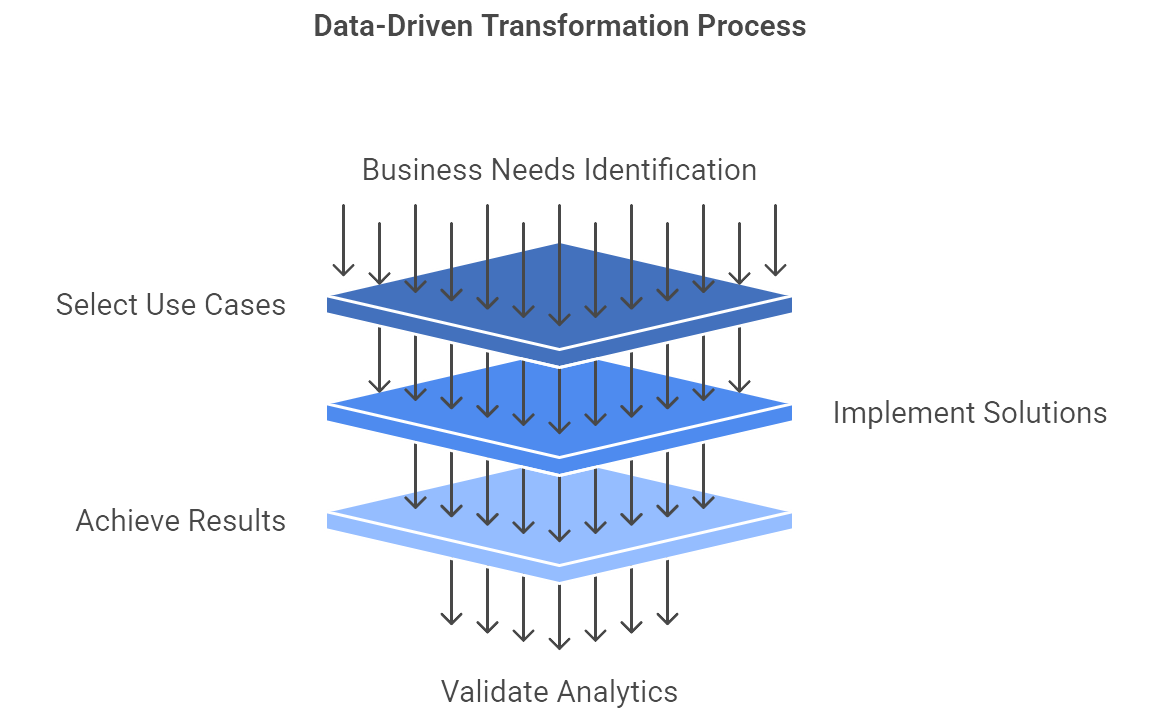 Data-Driven Transformation Process
Business Needs Identification
Select Use Cases
Implement Solutions
Achieve Results
Validate Analytics